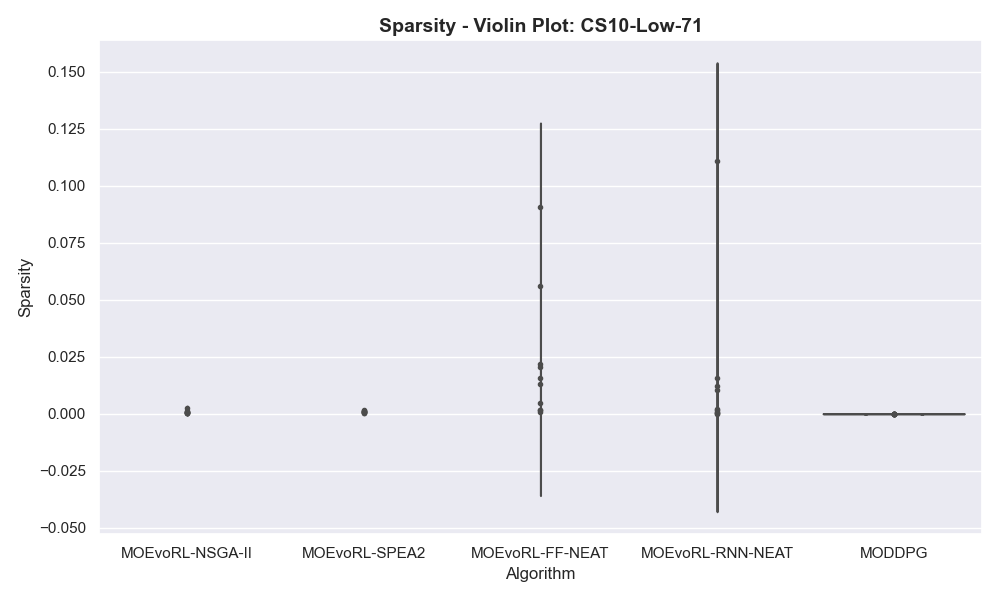 Sparsity - Violin Plot: CS10-Low-71
Sparsity
0.150
0.125
0.100
0.075
0.050
0.025
0.000
−0.025
−0.050
MOEvoRL-NSGA-II
MOEvoRL-SPEA2
MOEvoRL-FF-NEAT
MOEvoRL-RNN-NEAT
MODDPG
Algorithm